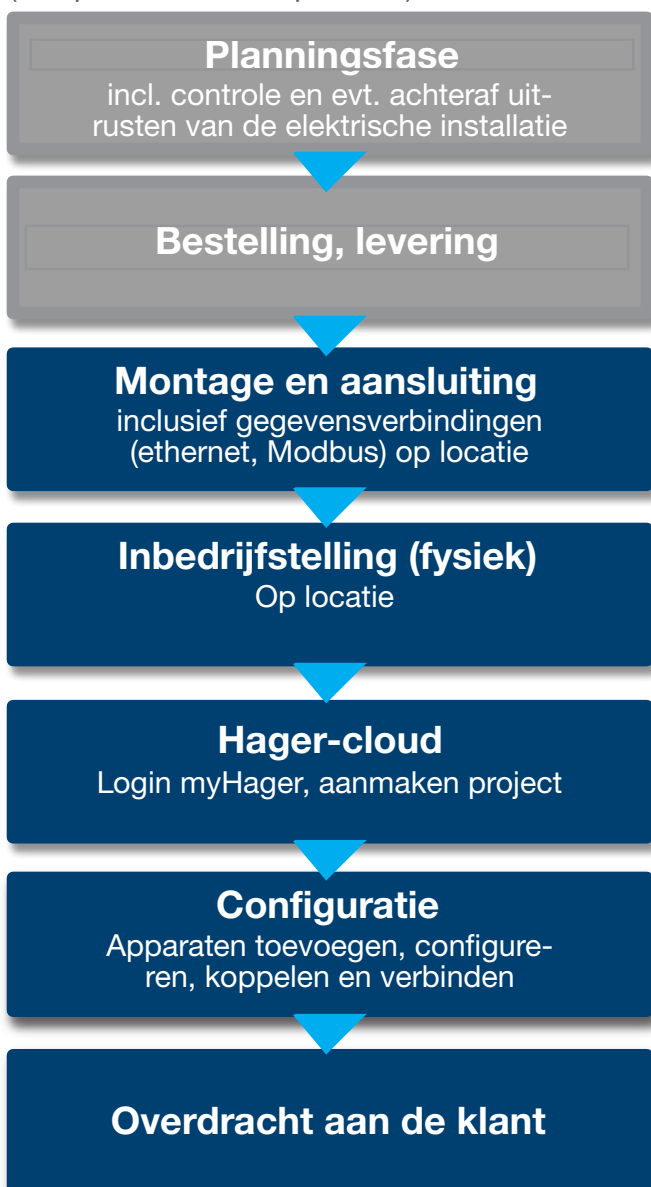 Planningsfase
incl. controle en evt. achteraf uit-
rusten van de elektrische installatie
Bestelling, levering
Montage en aansluiting
inclusief gegevensverbindingen
(ethernet, Modbus) op locatie
Inbedrijfstelling (fysiek)
Op locatie
Hager-cloud
Login myHager, aanmaken project
Configuratie
Apparaten toevoegen, configure-
ren, koppelen en verbinden
Overdracht aan de klant